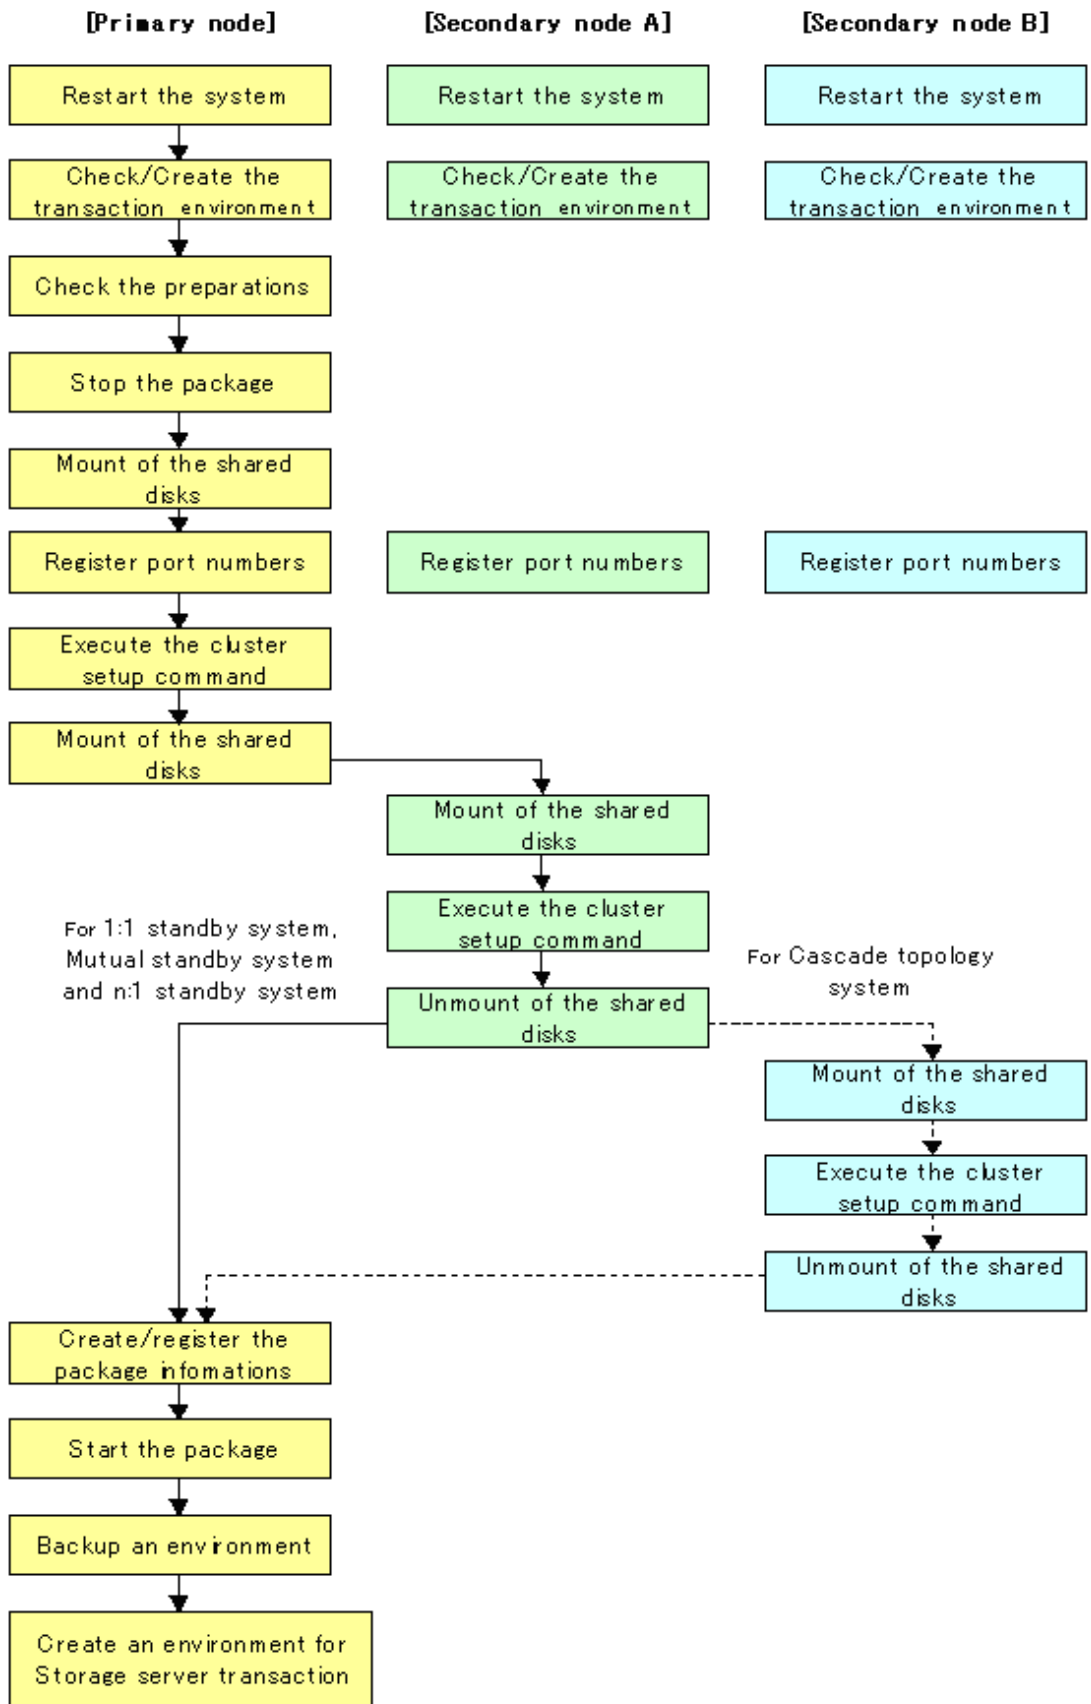 [Primary node]
[Secondary node A]
[Secondary node B]
Restart the system
Restart the system
Restart the system
Check/Create the
transaction environment
Check/Create the
transaction environment
Check/Create the
transaction environment
Check the preparations
Stop the package
Mount of the shared
disks
Register port numbers
Register port numbers
Register port numbers
Execute the cluster
setup command
Mount of the shared
disks
Mount of the shared
disks
Execute the cluster
setup command
For 1:1 standby system,
Mutual standby system
and n:1 standby system
For Cascade topology
system
Unmount of the shared
disks
Mount of the shared
disks
Execute the cluster
setup command
Unmount of the shared
disks
Create/register the
package infomations
Start the package
Backup an environment
Create an environment for
Storage server transaction